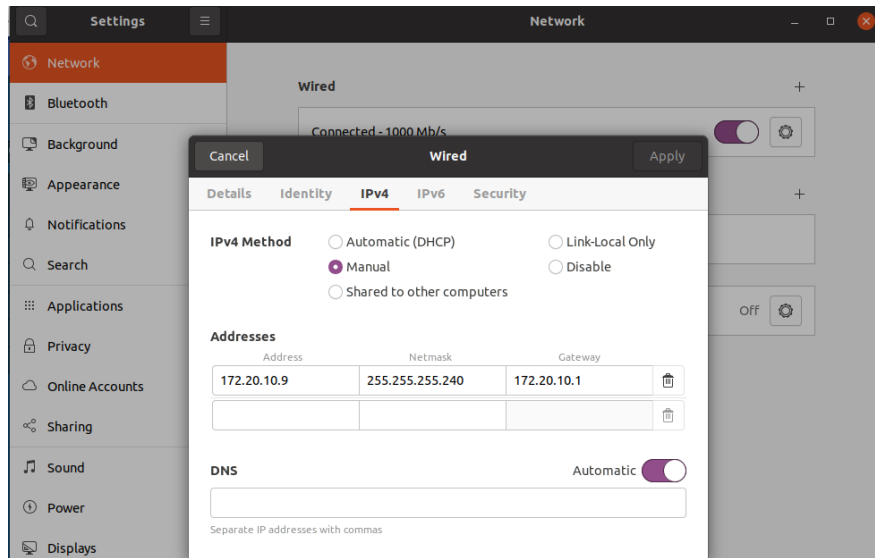 Settings
Network
Network
Bluetooth
Background
Appearance
Notifications
Search
Applications
Privacy
Online Accounts
Sharing
Sound
Power
Displays
Wired
Connected - 1000 Mb/s
Off
Cancel
Wired
Apply
Details Identity IPv4 IPv6 Security
IPv4 Method
Automatic (DHCP) Link-Local Only
Manual Disable
Shared to other computers
Addresses
Address Netmask Gateway
172.20.10.9 255.255.255.240 172.20.10.1
DNS Automatic
Separate IP addresses with commas